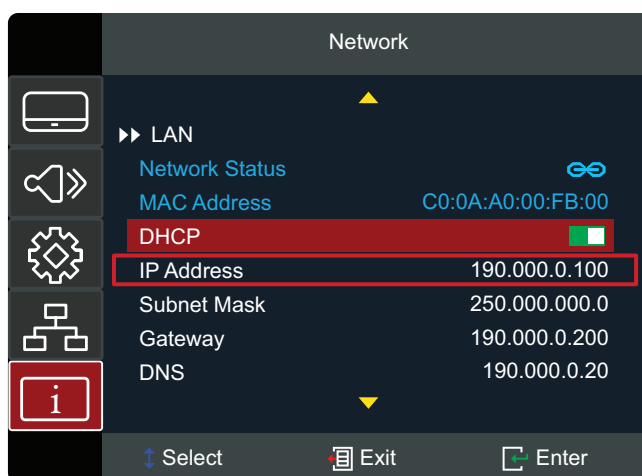 Network
LAN
Network Status
MAC Address C0:0A:A0:00:FB:00
DHCP
IP Address 190.000.0.100
Subnet Mask 250.000.000.0
Gateway 190.000.0.200
DNS 190.000.0.20
i
Select Exit Enter